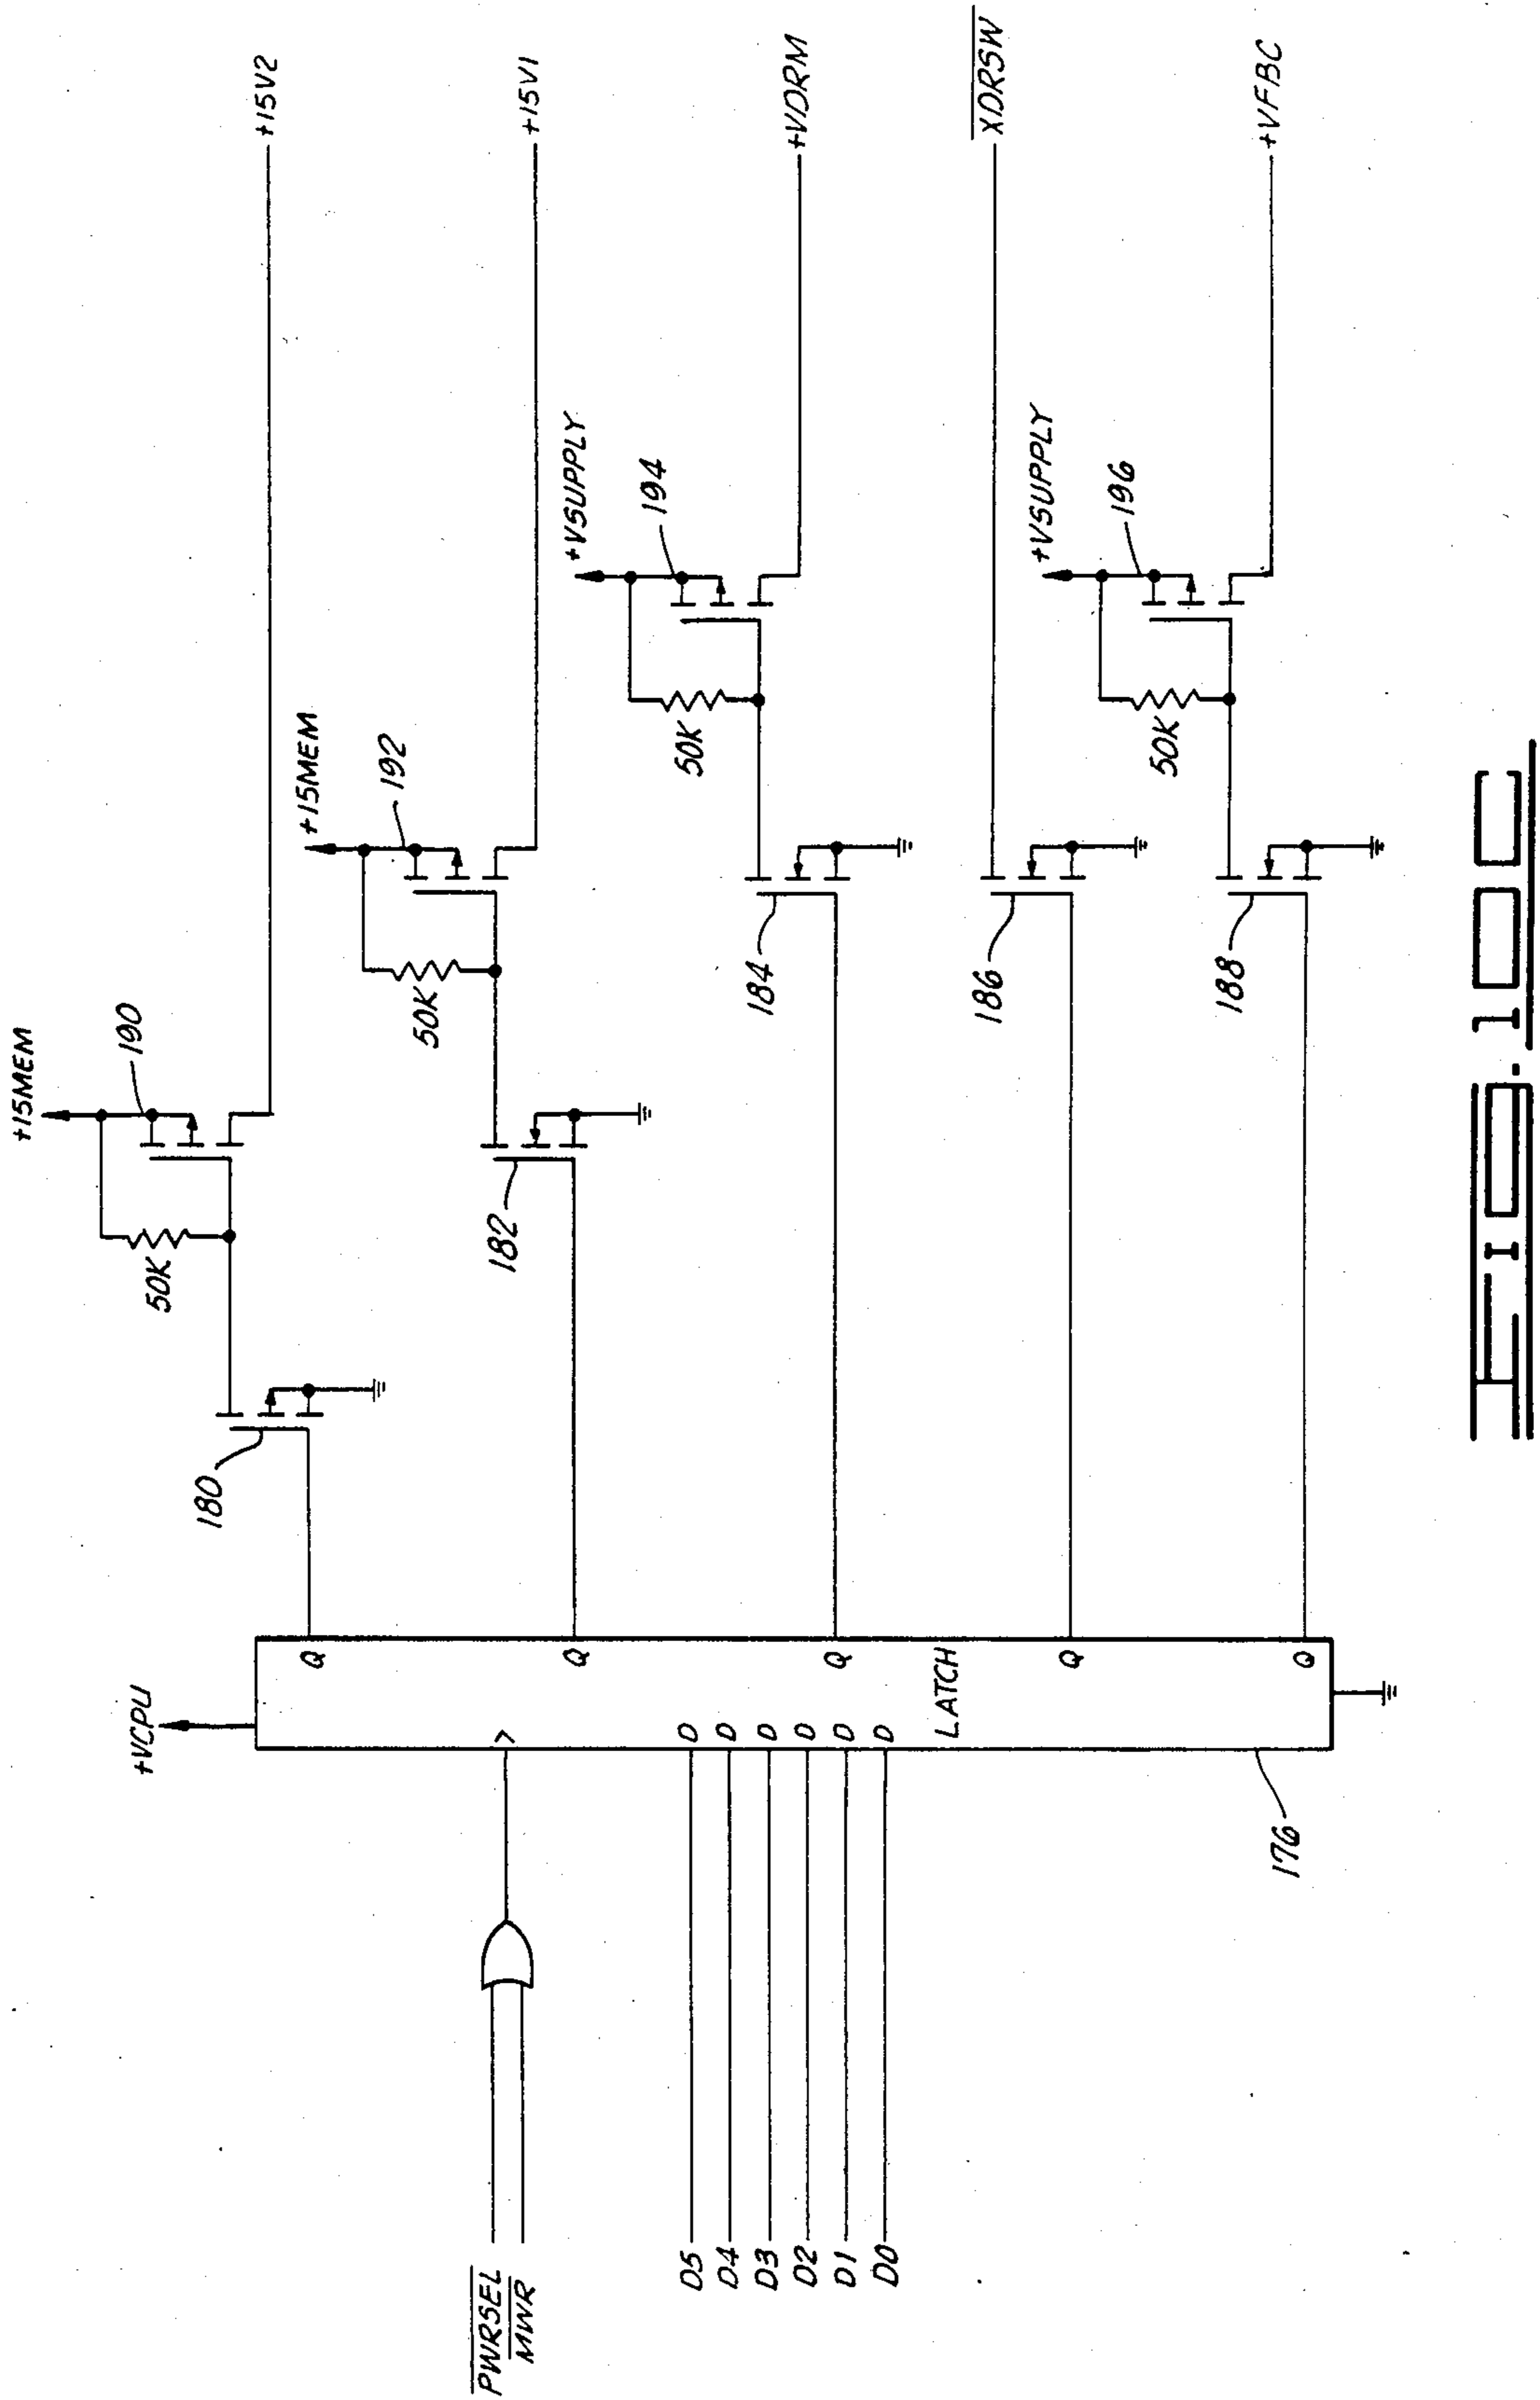 +15MEM
190
50K
+15V2
180
+15MEM
192
50K
+15V1
182
+VSUPPLY
194
50K
+VDRM
184
XDRSW
186
+VSUPPLY
196
50K
+VFBC
188
+VCPU
Q
Q
Q
Q
Q
LATCH
D
D
D
D
D
D
176
PWRSEL
MWR
D5
D4
D3
D2
D1
D0
FIG. 10C